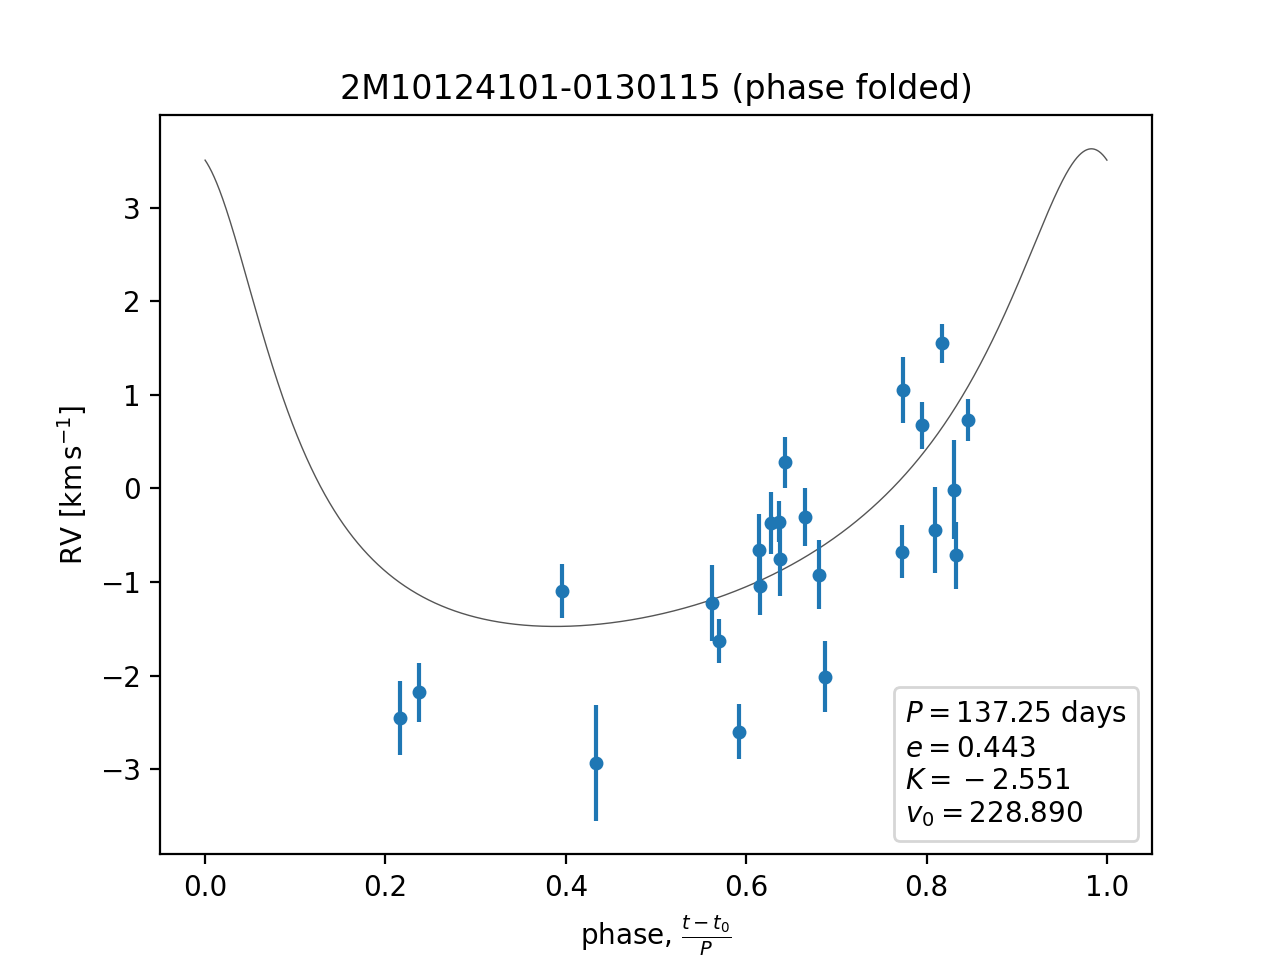 2M10124101-0130115 (phase folded)
RV [km s⁻¹]
3
2
1
0
−1
−2
−3
P = 137.25 days
e = 0.443
K = −2.551
v₀ = 228.890
0.0 0.2 0.4 0.6 0.8 1.0
phase, (t − t₀)/P